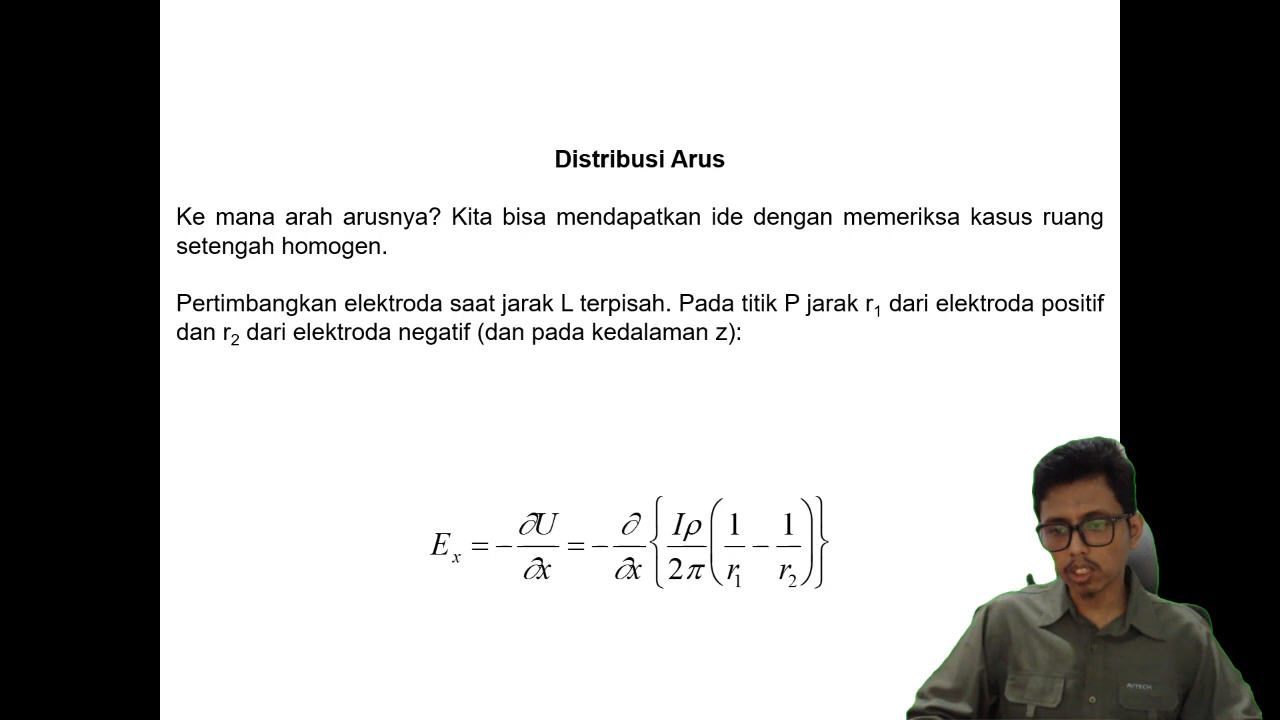 Distribusi Arus
Ke mana arah arusnya? Kita bisa mendapatkan ide dengan memeriksa kasus ruang
setengah homogen.
Pertimbangkan elektroda saat jarak L terpisah. Pada titik P jarak r₁ dari elektroda positif
dan r₂ dari elektroda negatif (dan pada kedalaman z):
Eₓ = −∂U/∂x = −∂/∂x {Iρ/2π (1/r₁ − 1/r₂)}